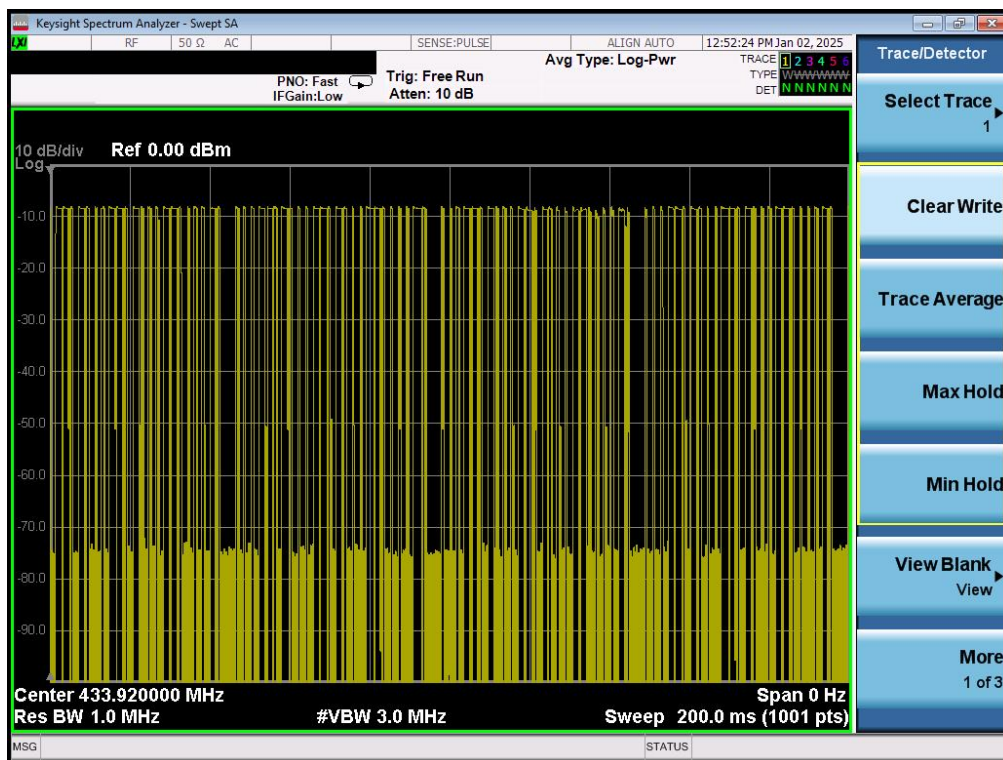 Keysight Spectrum Analyzer - Swept SA
LXI RF 50 Ω AC SENSE:PULSE ALIGN AUTO 12:52:24 PM Jan 02, 2025
PNO: Fast Trig: Free Run Avg Type: Log-Pwr TRACE 1 2 3 4 5 6
IFGain:Low Atten: 10 dB TYPE WWWWWW
DET N N N N N N
10 dB/div Ref 0.00 dBm
Log
-10.0
-20.0
-30.0
-40.0
-50.0
-60.0
-70.0
-80.0
-90.0
Center 433.920000 MHz Span 0 Hz
Res BW 1.0 MHz #VBW 3.0 MHz Sweep 200.0 ms (1001 pts)
MSG STATUS
Trace/Detector
Select Trace
1
Clear Write
Trace Average
Max Hold
Min Hold
View Blank
View
More
1 of 3